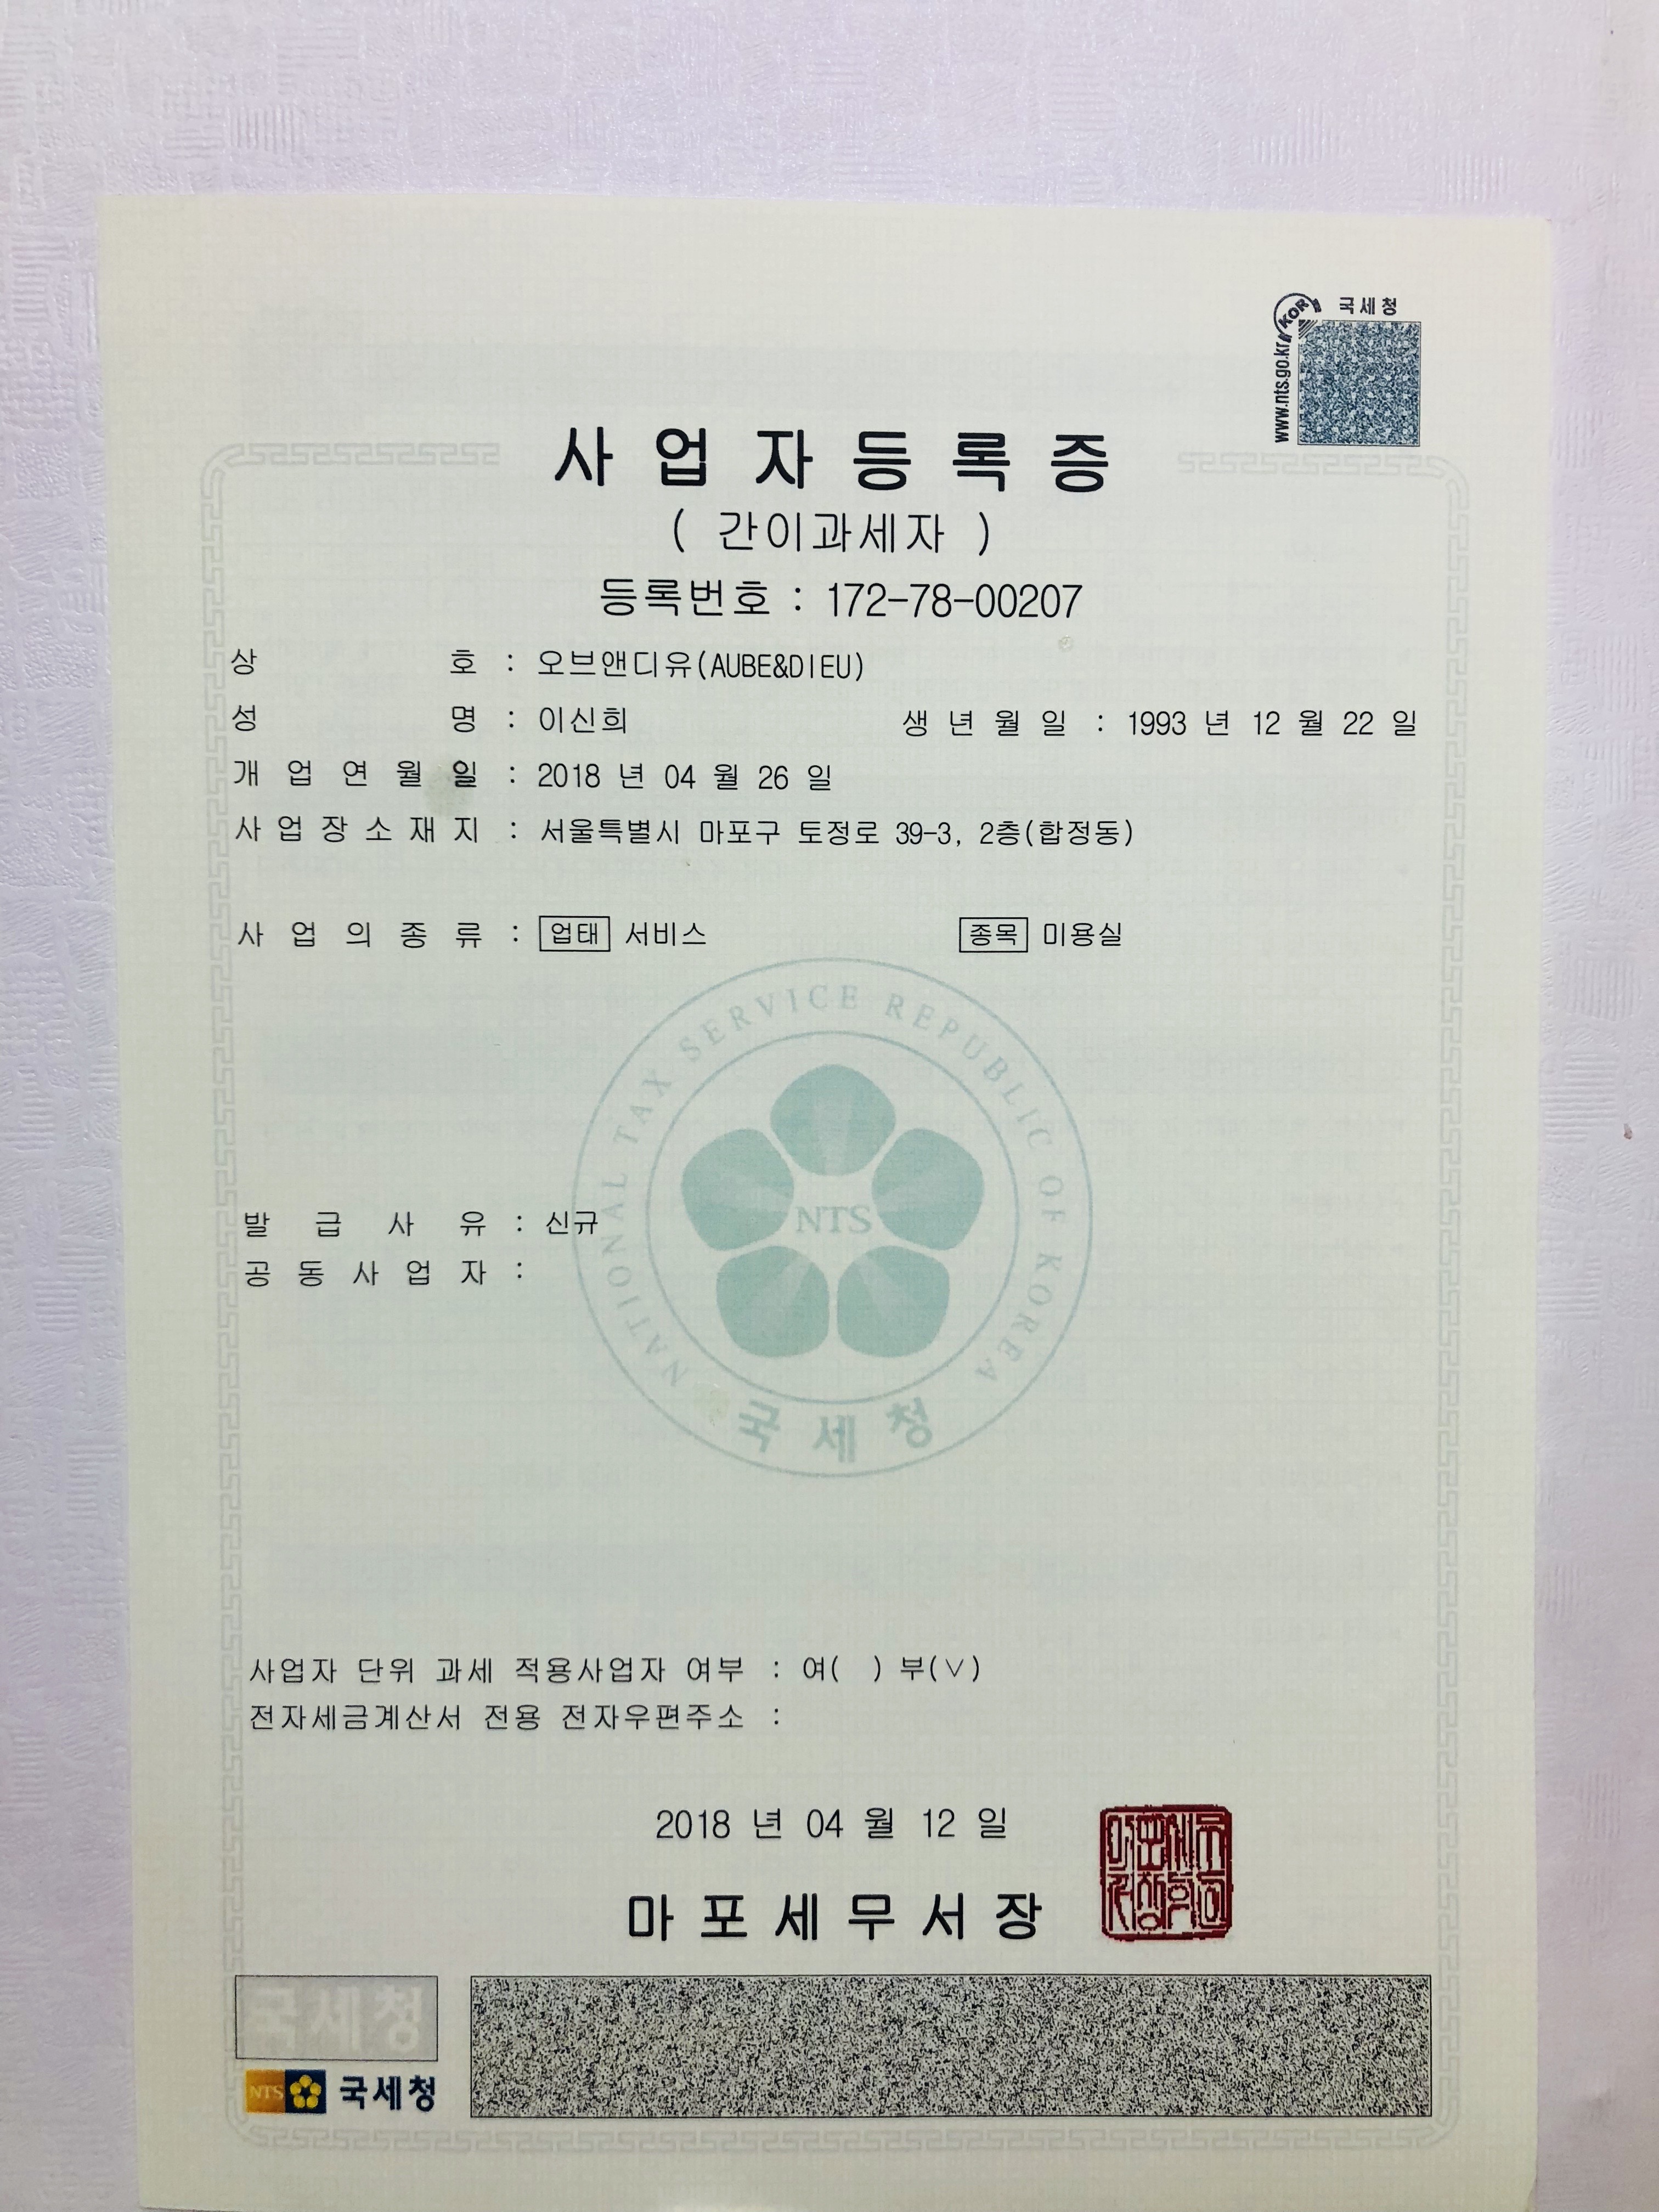 국세청
KOR
www.nts.go.kr
사업자등록증
( 간이과세자 )
등록번호 : 172-78-00207
상 호 : 오브앤디유(AUBE&DIEU)
성 명 : 이신희 생 년 월 일 : 1993 년 12 월 22 일
개 업 연 월 일 : 2018 년 04 월 26 일
사 업 장 소 재 지 : 서울특별시 마포구 토정로 39-3, 2층(합정동)
사 업 의 종 류 : 업태 서비스 종목 미용실
NATIONAL TAX SERVICE REPUBLIC OF KOREA
NTS
발 급 사 유 : 신규
공 동 사 업 자 :
국세청
사업자 단위 과세 적용사업자 여부 : 여( ) 부(∨)
전자세금계산서 전용 전자우편주소 :
2018 년 04 월 12 일
마 포 세 무 서 장
국세청
NTS 국세청